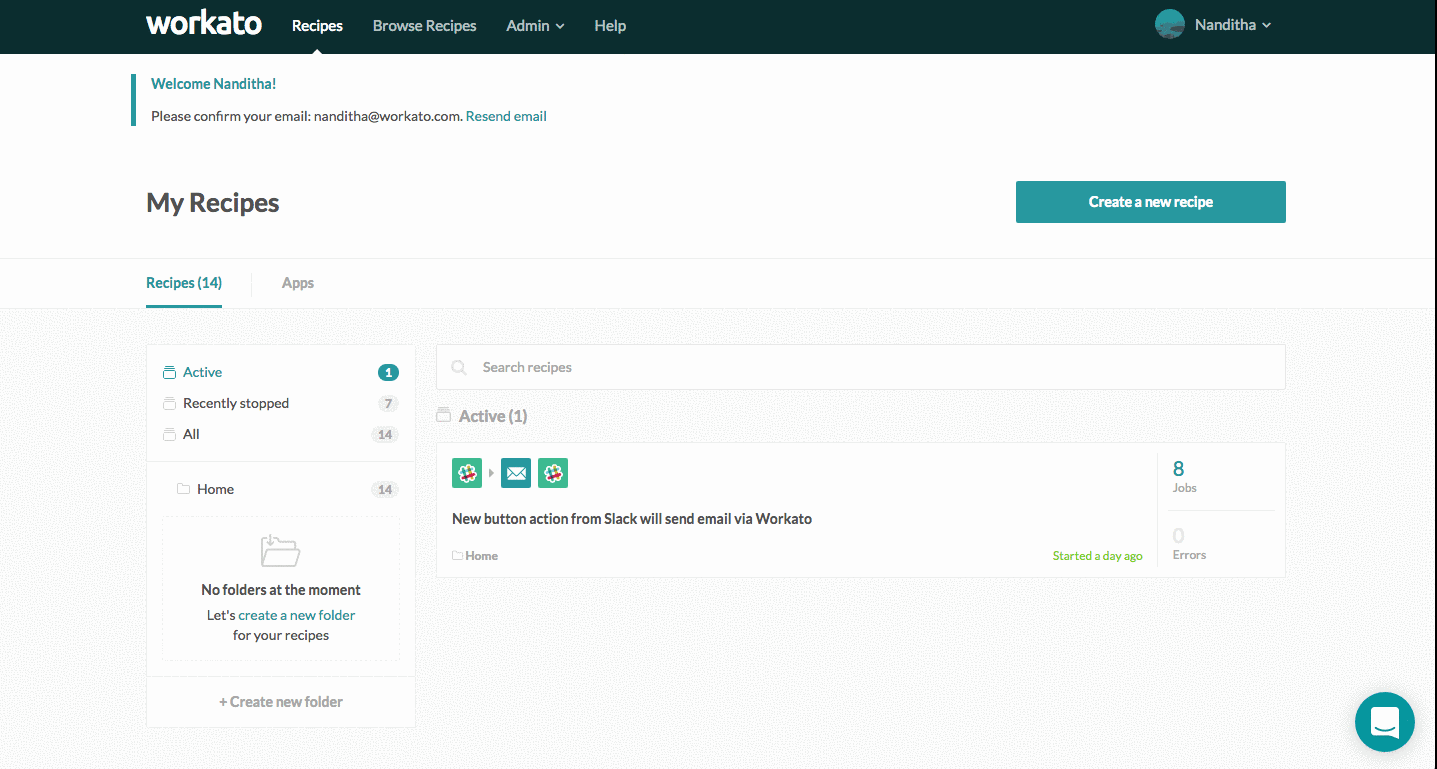 workato
Recipes
Browse Recipes
Admin
Help
Nanditha
Welcome Nanditha!
Please confirm your email: nanditha@workato.com. Resend email
My Recipes
Create a new recipe
Recipes (14)
Apps
Active
1
Recently stopped
7
All
14
Home
14
No folders at the moment
Let's create a new folder
for your recipes
+ Create new folder
Search recipes
Active (1)
New button action from Slack will send email via Workato
Home
Started a day ago
8
Jobs
0
Errors